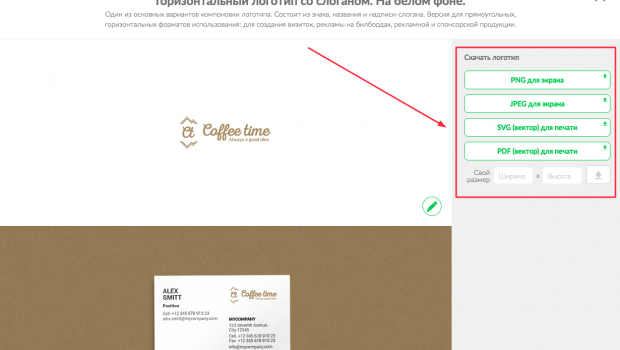 Горизонтальный логотип со слоганом. На белом фоне.
Один из основных вариантов компоновки логотипа. Состоит из знака, названия и надписи-слогана. Версия для прямоугольных,
горизонтальных форматов использования: для создания визиток, рекламы на билбордах, рекламной и спонсорской продукции.
Скачать логотип
PNG для экрана
JPEG для экрана
SVG (вектор) для печати
PDF (вектор) для печати
Свой размер
Ширина x Высота
ct Coffee time
Always a good idea
ALEX
SMITT
Position
Cell. +12 345 678 910 23
alex.smitt@mycompany.com
ct Coffee time
Always a good idea
MYCOMPANY
123 Seventh Avenue,
City 12345
Cell +12 345 678 910 23
Fax +12 345 678 910 23
info@mycompany.com